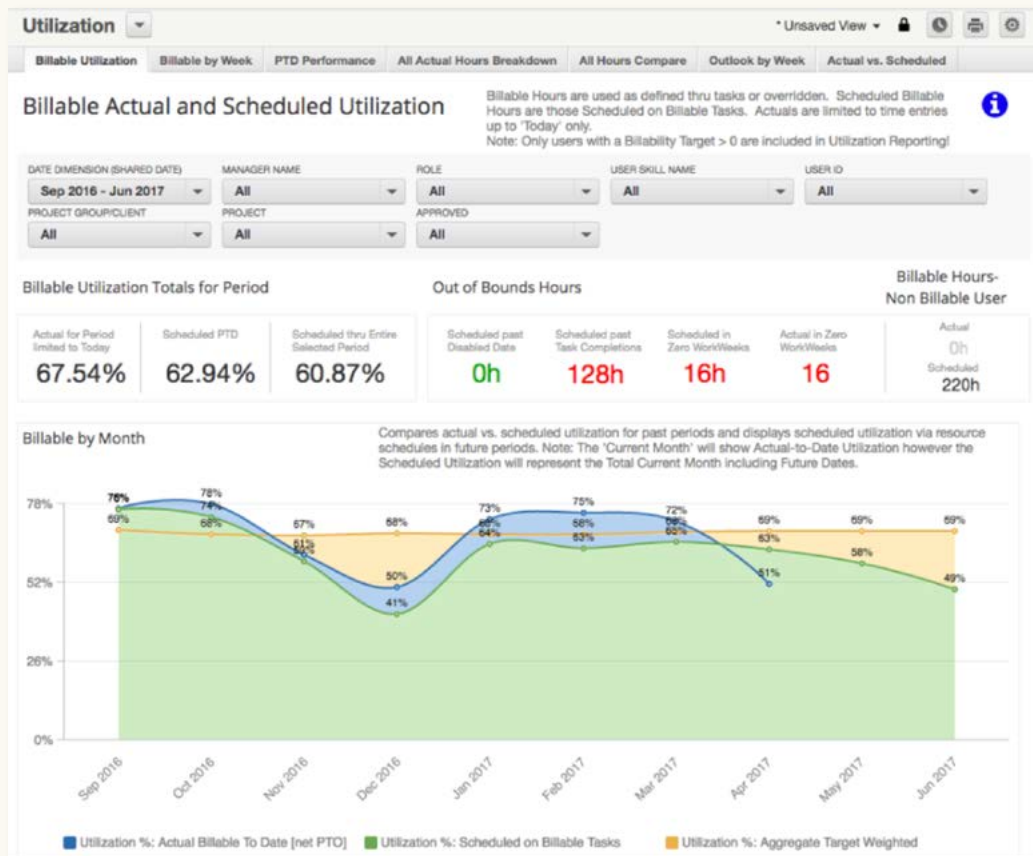 Utilization
* Unsaved View
Billable Utilization
Billable by Week
PTD Performance
All Actual Hours Breakdown
All Hours Compare
Outlook by Week
Actual vs. Scheduled
Billable Actual and Scheduled Utilization
Billable Hours are used as defined thru tasks or overridden. Scheduled Billable
Hours are those Scheduled on Billable Tasks. Actuals are limited to time entries
up to 'Today' only.
Note: Only users with a Billability Target > 0 are included in Utilization Reporting!
i
DATE DIMENSION (SHARED DATE)
MANAGER NAME
ROLE
USER SKILL NAME
USER ID
Sep 2016 - Jun 2017
All
All
All
All
PROJECT GROUP/CLIENT
PROJECT
APPROVED
All
All
All
Billable Utilization Totals for Period
Actual for Period
limited to Today
67.54%
Scheduled PTD
62.94%
Scheduled thru Entire
Selected Period
60.87%
Out of Bounds Hours
Scheduled past
Disabled Date
0h
Scheduled past
Task Completions
128h
Scheduled in
Zero WorkWeeks
16h
Actual in Zero
WorkWeeks
16
Billable Hours-
Non Billable User
Actual
0h
Scheduled
220h
Billable by Month
Compares actual vs. scheduled utilization for past periods and displays scheduled utilization via resource
schedules in future periods. Note: The 'Current Month' will show Actual-to-Date Utilization however the
Scheduled Utilization will represent the Total Current Month including Future Dates.
78%
52%
26%
0%
69%
78%
74%
68%
67%
61%
68%
50%
41%
73%
64%
75%
68%
63%
72%
69%
63%
51%
69%
58%
69%
49%
Sep 2016
Oct 2016
Nov 2016
Dec 2016
Jan 2017
Feb 2017
Mar 2017
Apr 2017
May 2017
Jun 2017
Utilization %: Actual Billable To Date [net PTO]
Utilization %: Scheduled on Billable Tasks
Utilization %: Aggregate Target Weighted